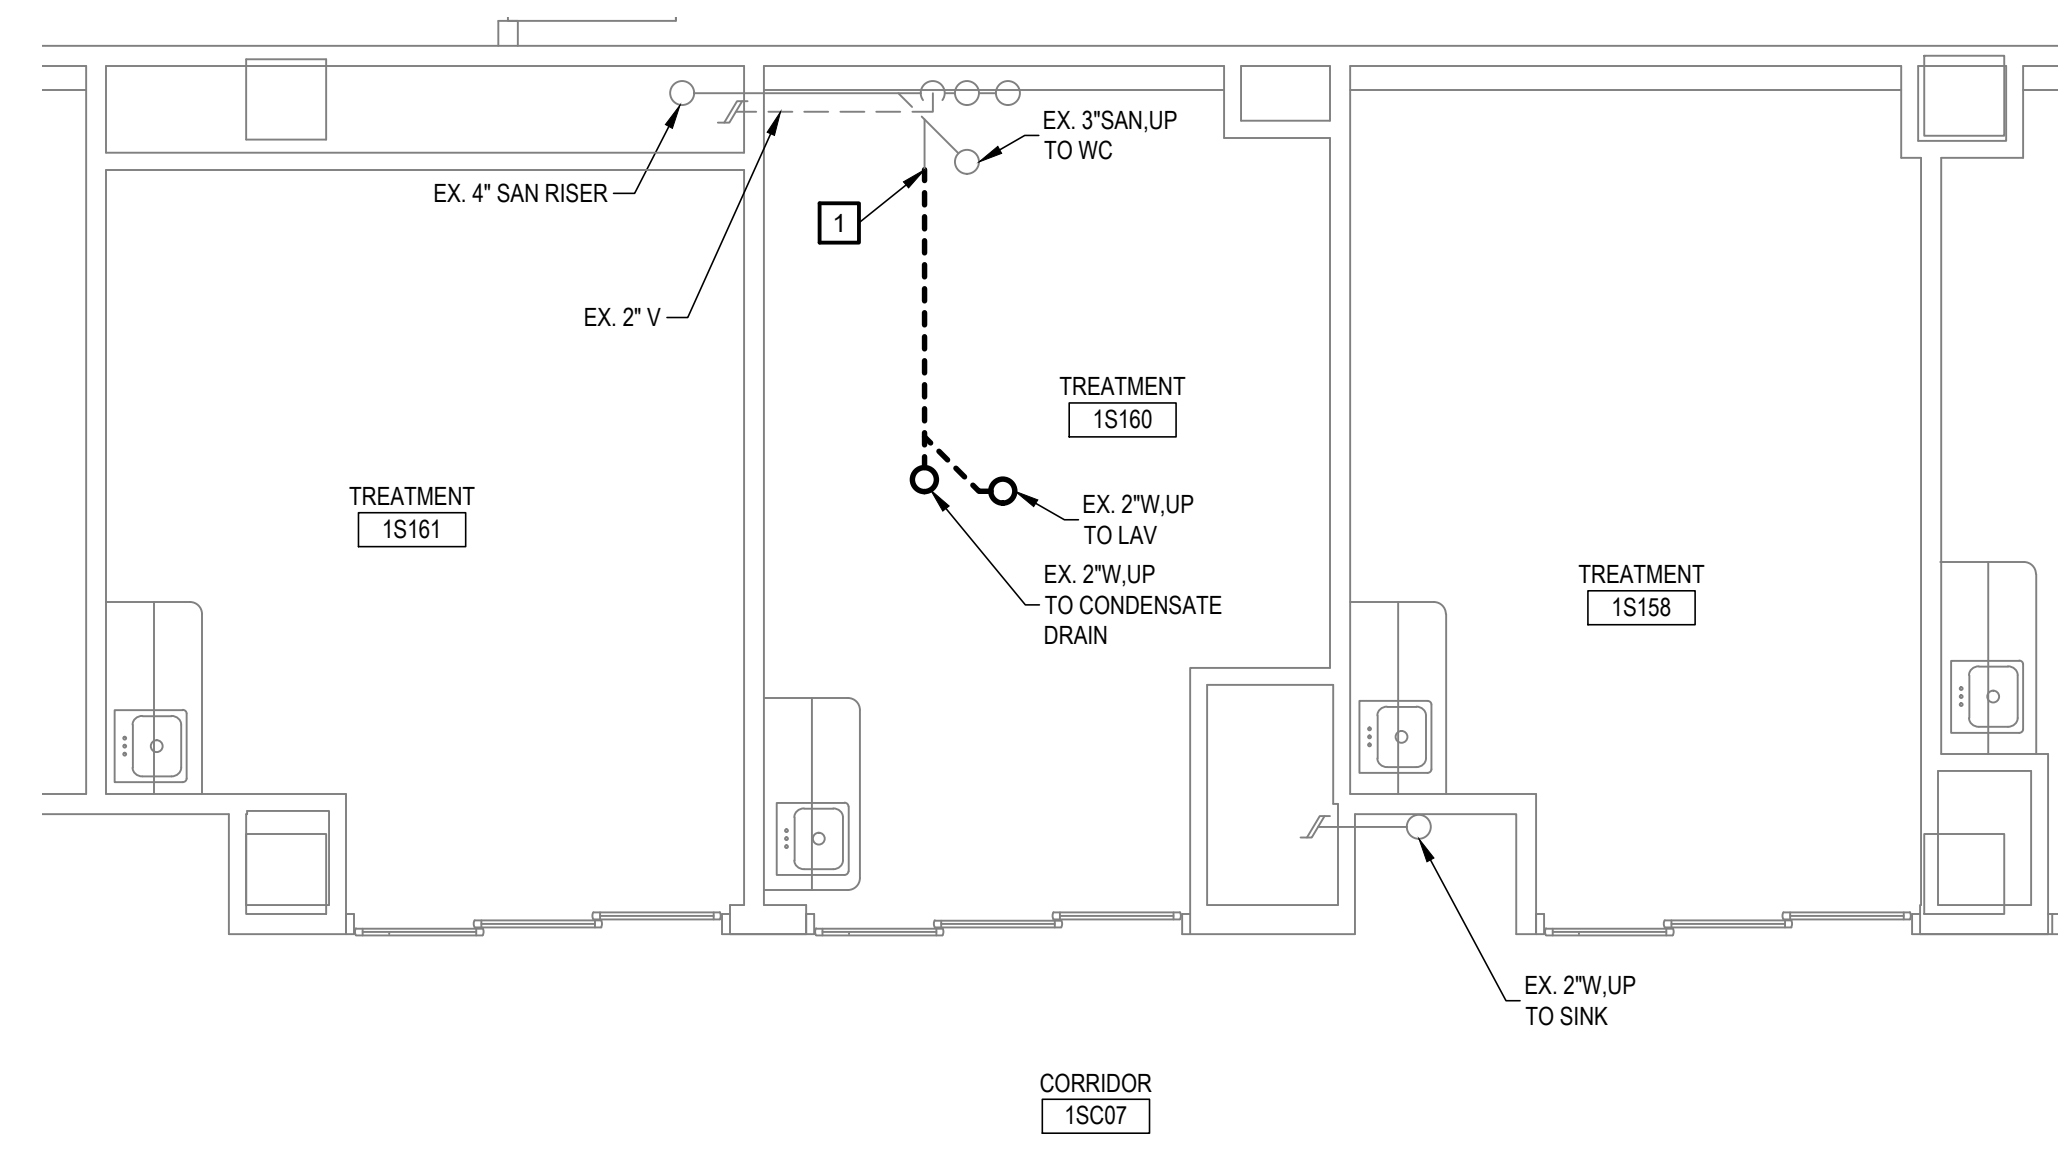 EX. 3"SAN,UP
TO WC
EX. 4" SAN RISER
1
EX. 2" V
TREATMENT
1S160
TREATMENT
1S161
EX. 2"W,UP
TO LAV
EX. 2"W,UP
TO CONDENSATE
DRAIN
TREATMENT
1S158
EX. 2"W,UP
TO SINK
CORRIDOR
1SC07